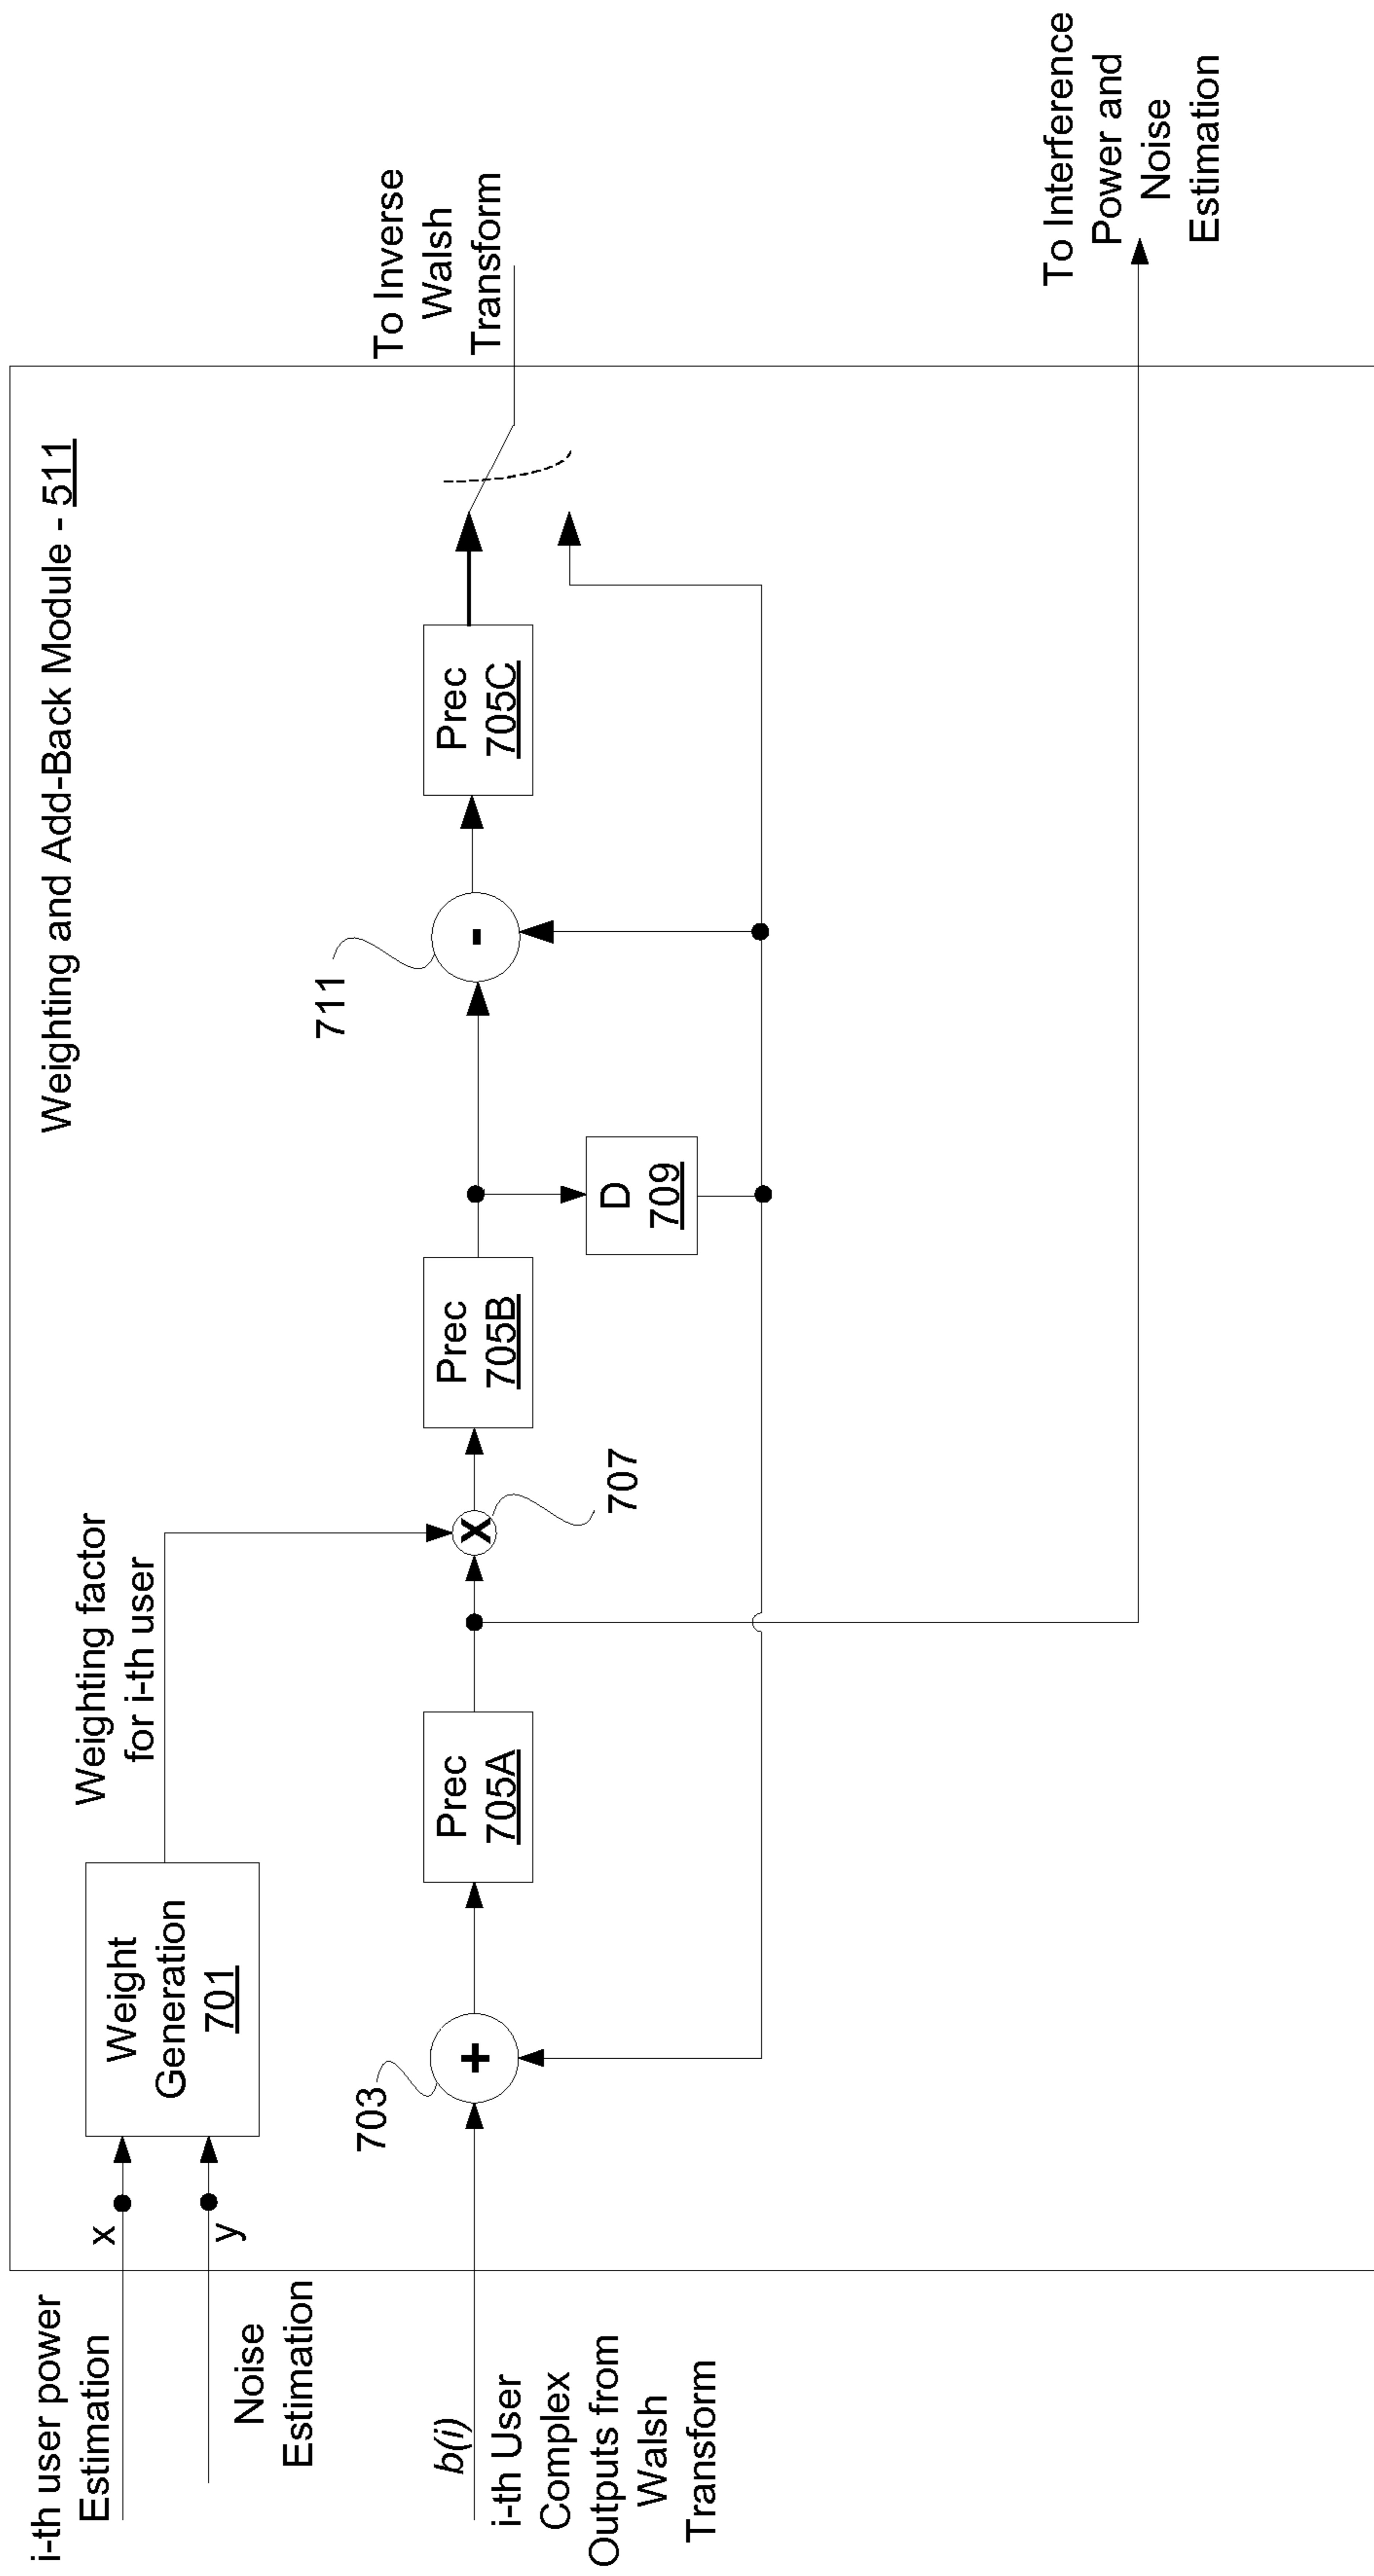 Weighting and Add-Back Module - 511
i-th user power
Estimation
x
y
Noise
Estimation
Weight
Generation
701
Weighting factor
for i-th user
b(i)
i-th User
Complex
Outputs from
Walsh
Transform
703
+
Prec
705A
X
707
Prec
705B
D
709
711
-
Prec
705C
To Inverse
Walsh
Transform
To Interference
Power and
Noise
Estimation